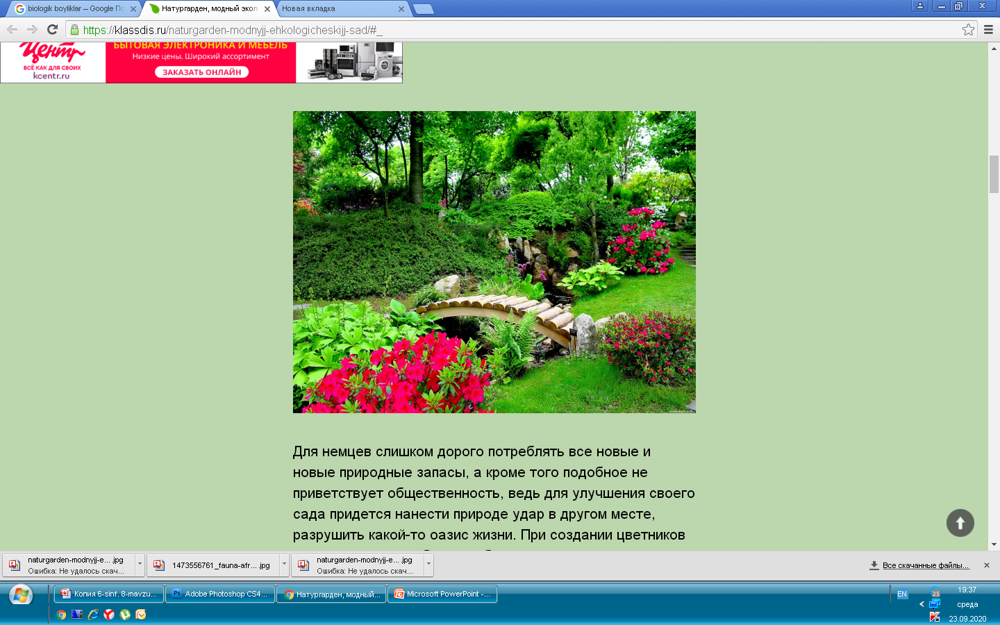 biologik boyliklar – Google По
Натургарден, модный экол
Новая вкладка
https://klassdis.ru/naturgarden-modnyjj-ehkologicheskijj-sad/#_
Центр
ВСЁ КАК ДЛЯ СВОИХ
kcentr.ru
БЫТОВАЯ ЭЛЕКТРОНИКА И МЕБЕЛЬ
Низкие цены. Широкий ассортимент
ЗАКАЗАТЬ ОНЛАЙН
Для немцев слишком дорого потреблять все новые и
новые природные запасы, а кроме того подобное не
приветствует общественность, ведь для улучшения своего
сада придется нанести природе удар в другом месте,
разрушить какой-то оазис жизни. При создании цветников
naturgarden-modnyjj-e....jpg
Ошибка: Не удалось скач...
1473556761_fauna-afr....jpg
naturgarden-modnyjj-e....jpg
Ошибка: Не удалось скач...
Все скачанные файлы...
Копия 6-sinf. 8-mavzu...
Adobe Photoshop CS4...
Натургарден, модный...
Microsoft PowerPoint -...
EN
25
19:37
среда
23.09.2020